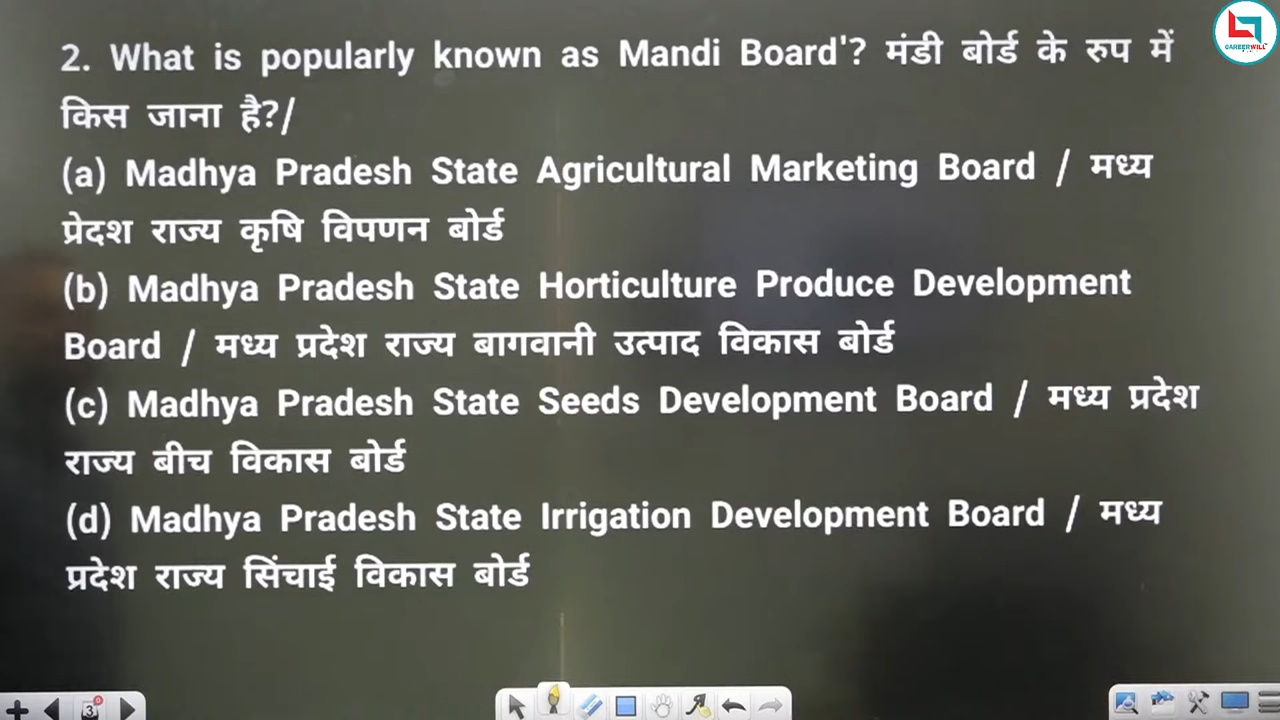 CAREERWILL
2. What is popularly known as Mandi Board'? मंडी बोर्ड के रुप में
किस जाना है?/
(a) Madhya Pradesh State Agricultural Marketing Board / मध्य
प्रेदश राज्य कृषि विपणन बोर्ड
(b) Madhya Pradesh State Horticulture Produce Development
Board / मध्य प्रदेश राज्य बागवानी उत्पाद विकास बोर्ड
(c) Madhya Pradesh State Seeds Development Board / मध्य प्रदेश
राज्य बीच विकास बोर्ड
(d) Madhya Pradesh State Irrigation Development Board / मध्य
प्रदेश राज्य सिंचाई विकास बोर्ड
3